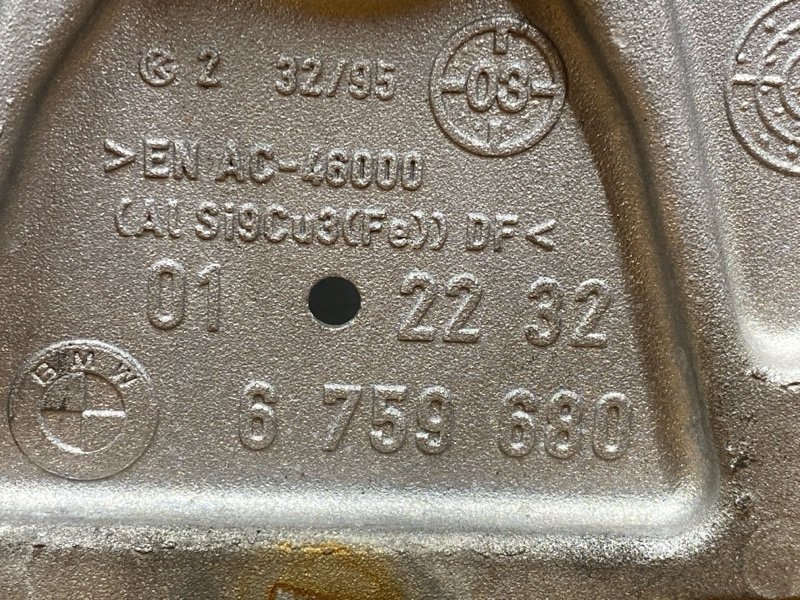 2 32/95
03
>EN AC-46000
(Al Si9Cu3(Fe)) DF<
01 22 32
BMW
6 759 680